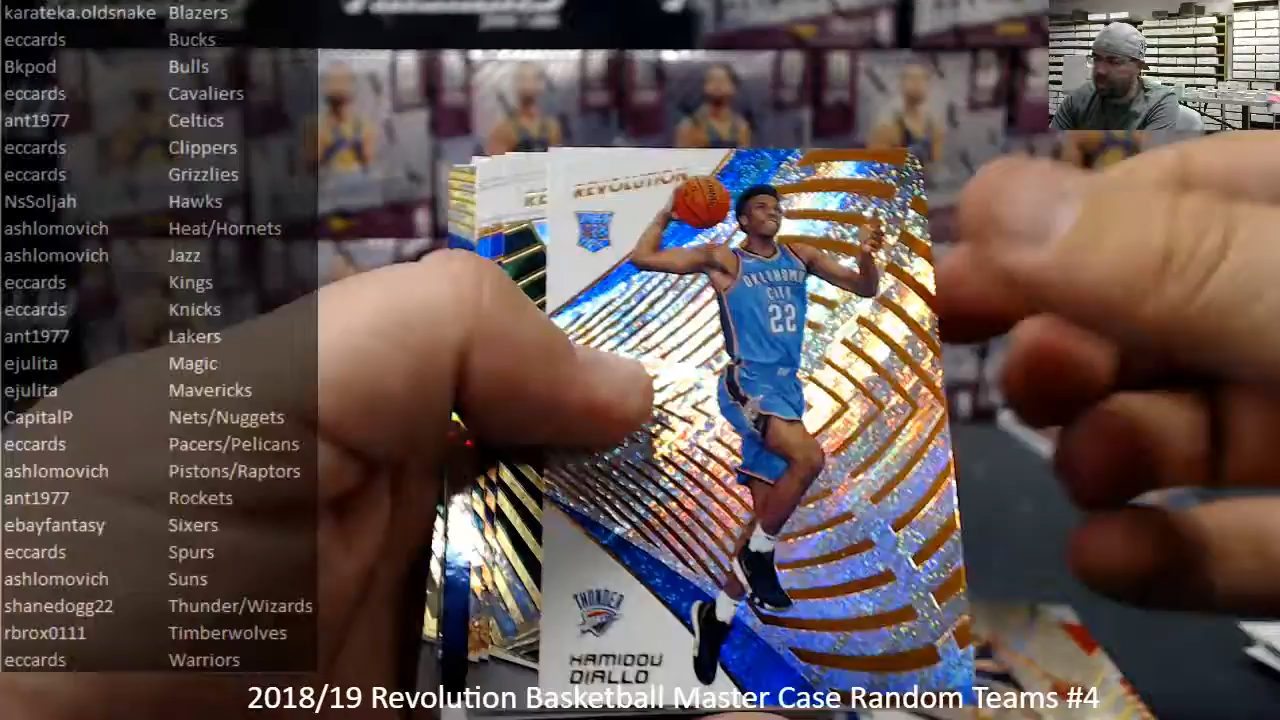 karateka.oldsnake Blazers
eccards Bucks
Bkpod Bulls
eccards Cavaliers
ant1977 Celtics
eccards Clippers
eccards Grizzlies
NsSoljah Hawks
ashlomovich Heat/Hornets
ashlomovich Jazz
eccards Kings
eccards Knicks
ant1977 Lakers
ejulita Magic
ejulita Mavericks
CapitalP Nets/Nuggets
eccards Pacers/Pelicans
ashlomovich Pistons/Raptors
ant1977 Rockets
ebayfantasy Sixers
eccards Spurs
ashlomovich Suns
shanedogg22 Thunder/Wizards
rbrox0111 Timberwolves
eccards Warriors
REVOLUTION
OKLAHOMA
CITY
22
THUNDER
HAMIDOU
DIALLO
2018/19 Revolution Basketball Master Case Random Teams #4